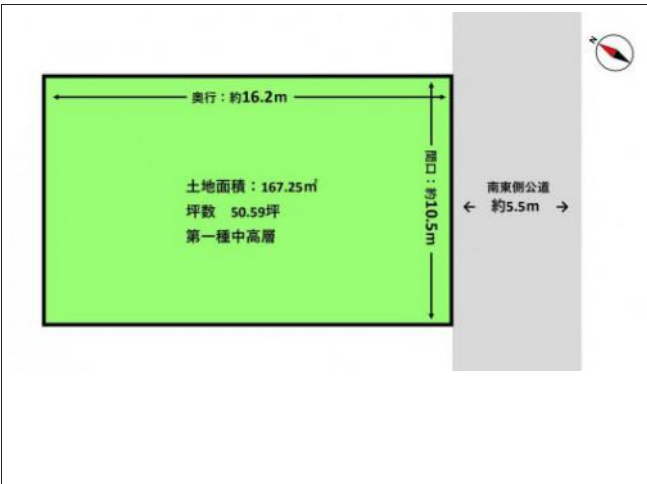 N
奥行:約16.2m
間口:約10.5m
土地面積:167.25㎡
坪数 50.59坪
第一種中高層
南東側公道
← 約5.5m →